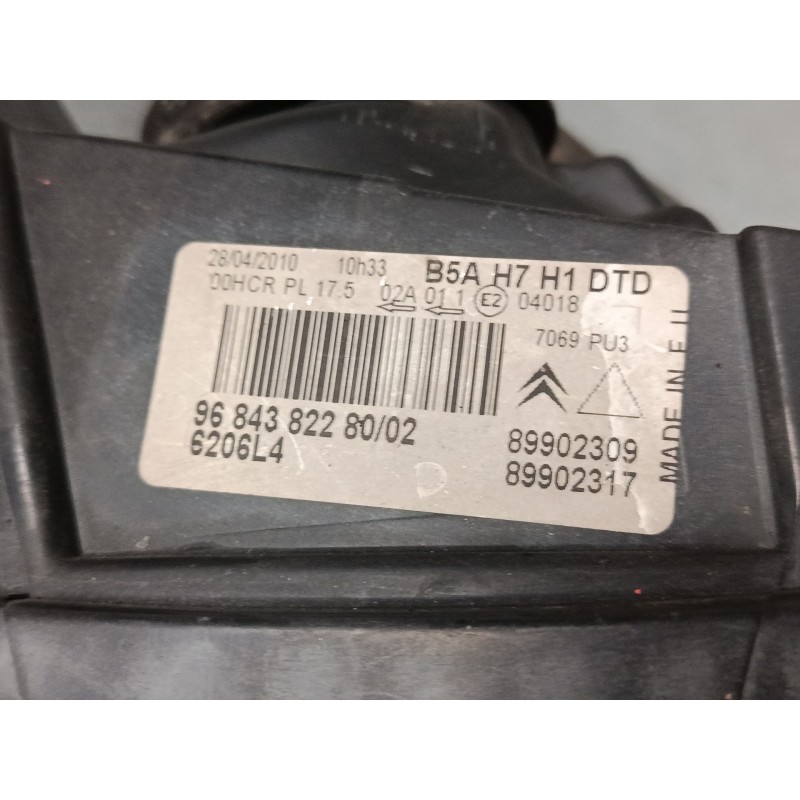 28/04/2010 10h33 B5A H7 H1 DTD
00HCR PL 17.5 02A 01 1 E2 04018
7069 PU3
96 843 822 80/02
6206L4
89902309
89902317
MADE IN E U
D